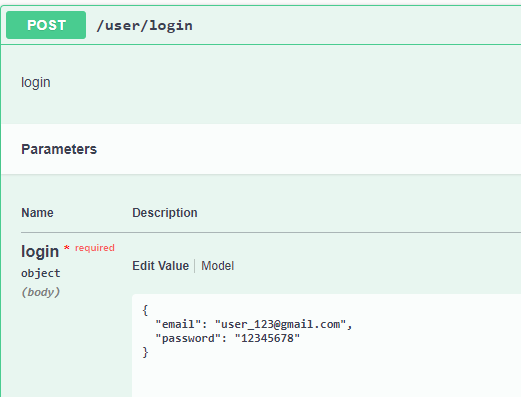 POST /user/login
login
Parameters
Name Description
login * required
object
(body)
Edit Value | Model
{
"email": "user_123@gmail.com",
"password": "12345678"
}